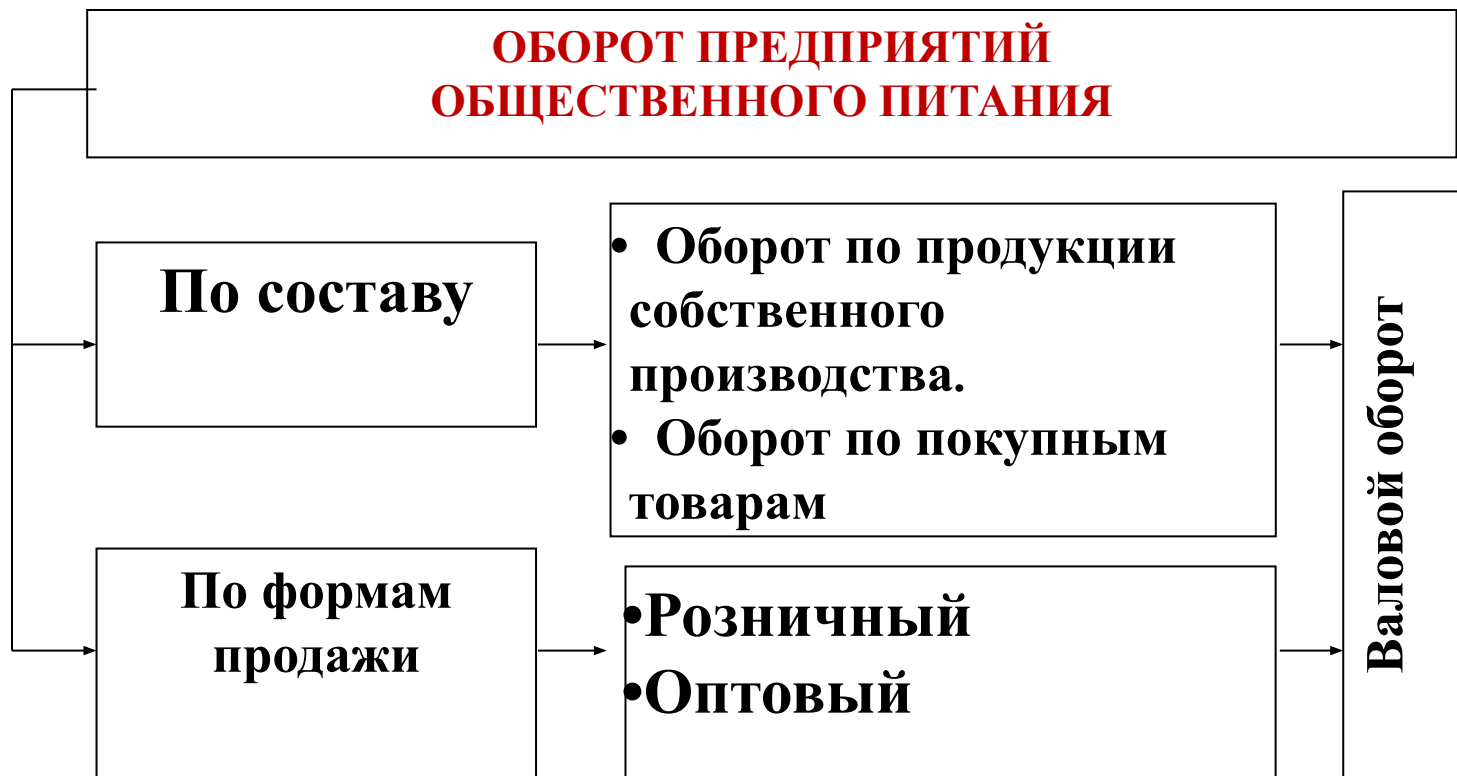 ОБОРОТ ПРЕДПРИЯТИЙ
ОБЩЕСТВЕННОГО ПИТАНИЯ
По составу
• Оборот по продукции
собственного
производства.
• Оборот по покупным
товарам
По формам
продажи
•Розничный
•Оптовый
Валовой оборот